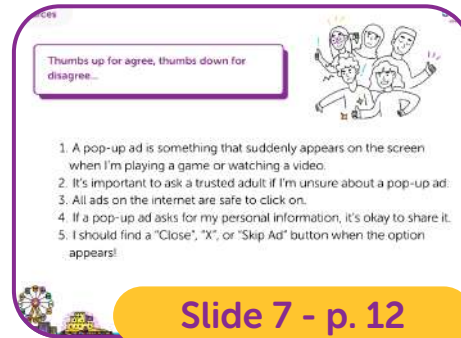 Thumbs up for agree, thumbs down for
disagree...
1. A pop-up ad is something that suddenly appears on the screen
when I'm playing a game or watching a video.
2. It's important to ask a trusted adult if I'm unsure about a pop-up ad.
3. All ads on the internet are safe to click on.
4. If a pop-up ad asks for my personal information, it's okay to share it.
5. I should find a "Close", "X", or "Skip Ad" button when the option
appears!
Slide 7 - p. 12